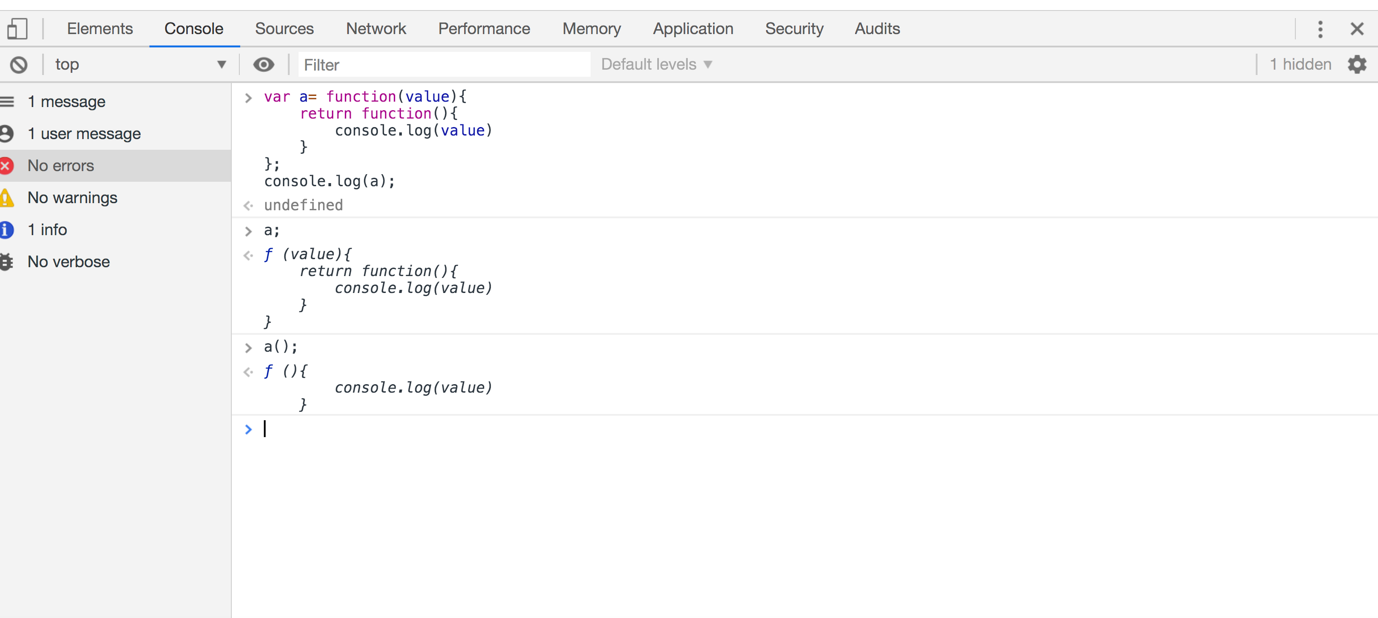 Elements Console Sources Network Performance Memory Application Security Audits
top Filter Default levels 1 hidden
1 message
1 user message
No errors
No warnings
1 info
No verbose
var a= function(value){
return function(){
console.log(value)
}
};
console.log(a);
undefined
a;
ƒ (value){
return function(){
console.log(value)
}
}
a();
ƒ (){
console.log(value)
}